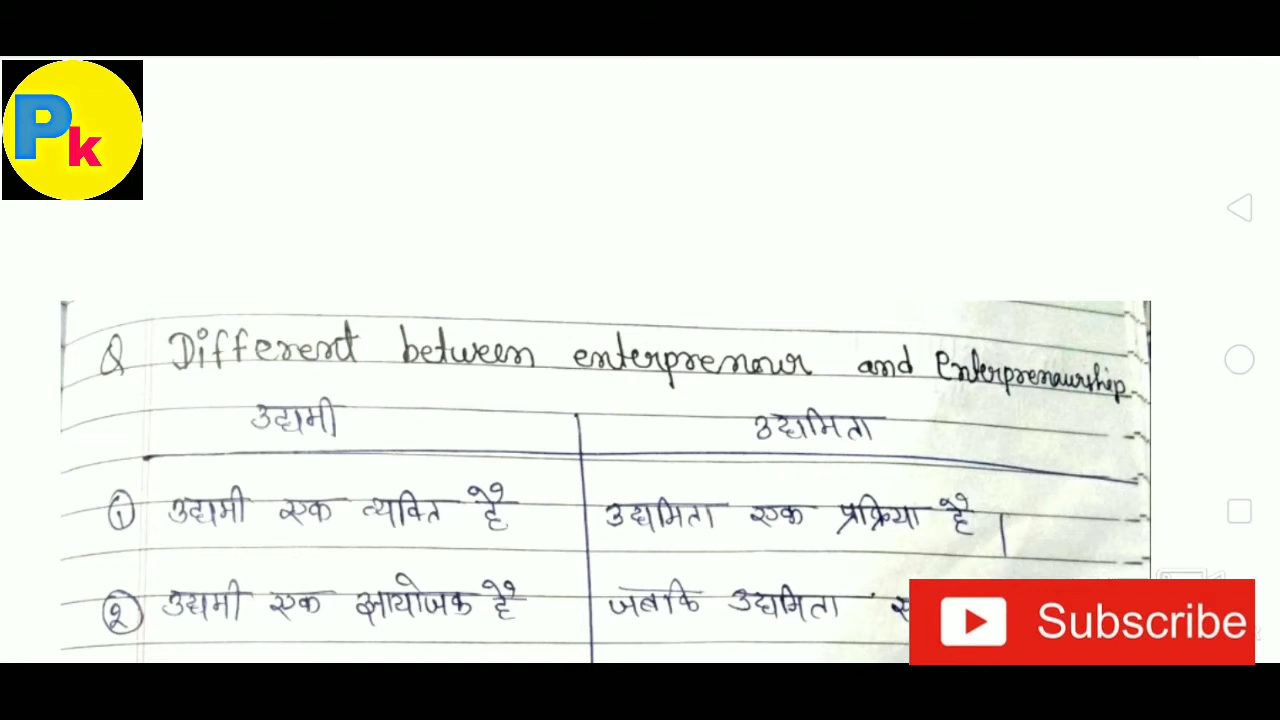 Pk
Q Different between enterprenour and Enterprenaurship
उद्यमी उद्यमिता
① उद्यमी एक व्यक्ति है उद्यमिता एक प्रक्रिया है |
② उद्यमी एक आयोजक है जबकि उद्यमिता
Subscribe